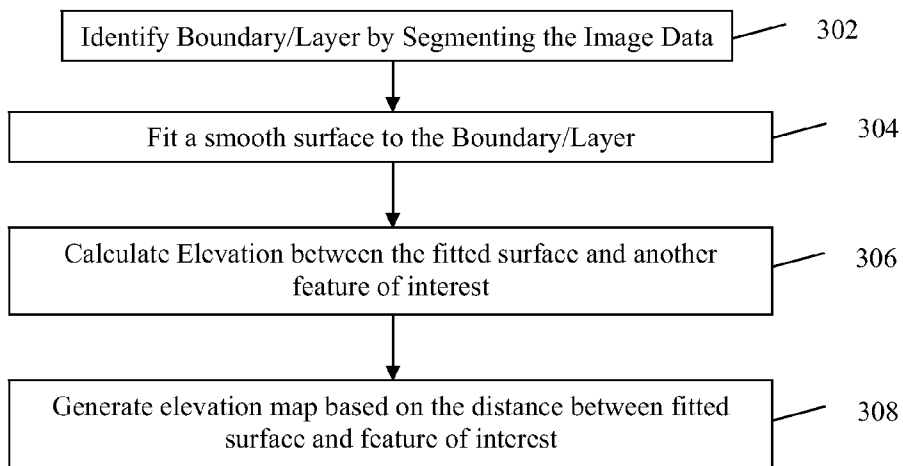 Identify Boundary/Layer by Segmenting the Image Data
302
Fit a smooth surface to the Boundary/Layer
304
Calculate Elevation between the fitted surface and another
feature of interest
306
Generate elevation map based on the distance between fitted
surface and feature of interest
308